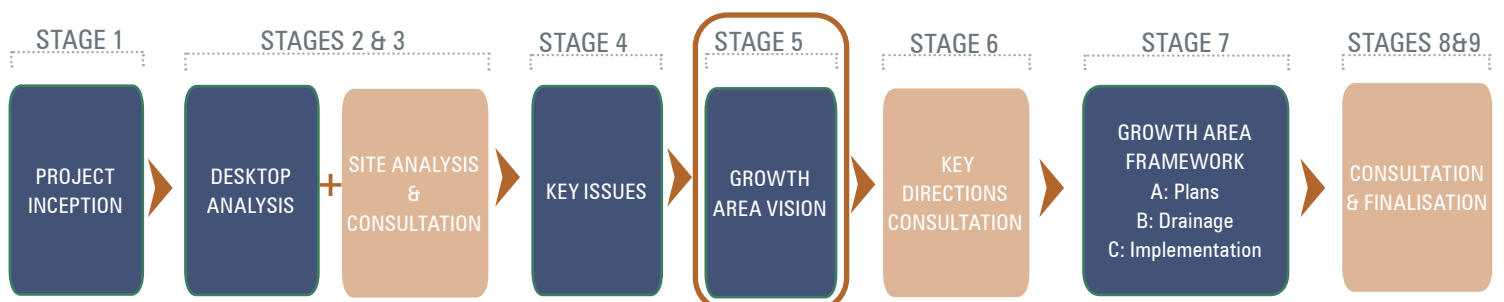 STAGE 1
STAGES 2 & 3
STAGE 4
STAGE 5
STAGE 6
STAGE 7
STAGES 8&9
PROJECT
INCEPTION
DESKTOP
ANALYSIS
+
SITE ANALYSIS
&
CONSULTATION
KEY ISSUES
GROWTH
AREA VISION
KEY
DIRECTIONS
CONSULTATION
GROWTH AREA
FRAMEWORK
A: Plans
B: Drainage
C: Implementation
CONSULTATION
& FINALISATION